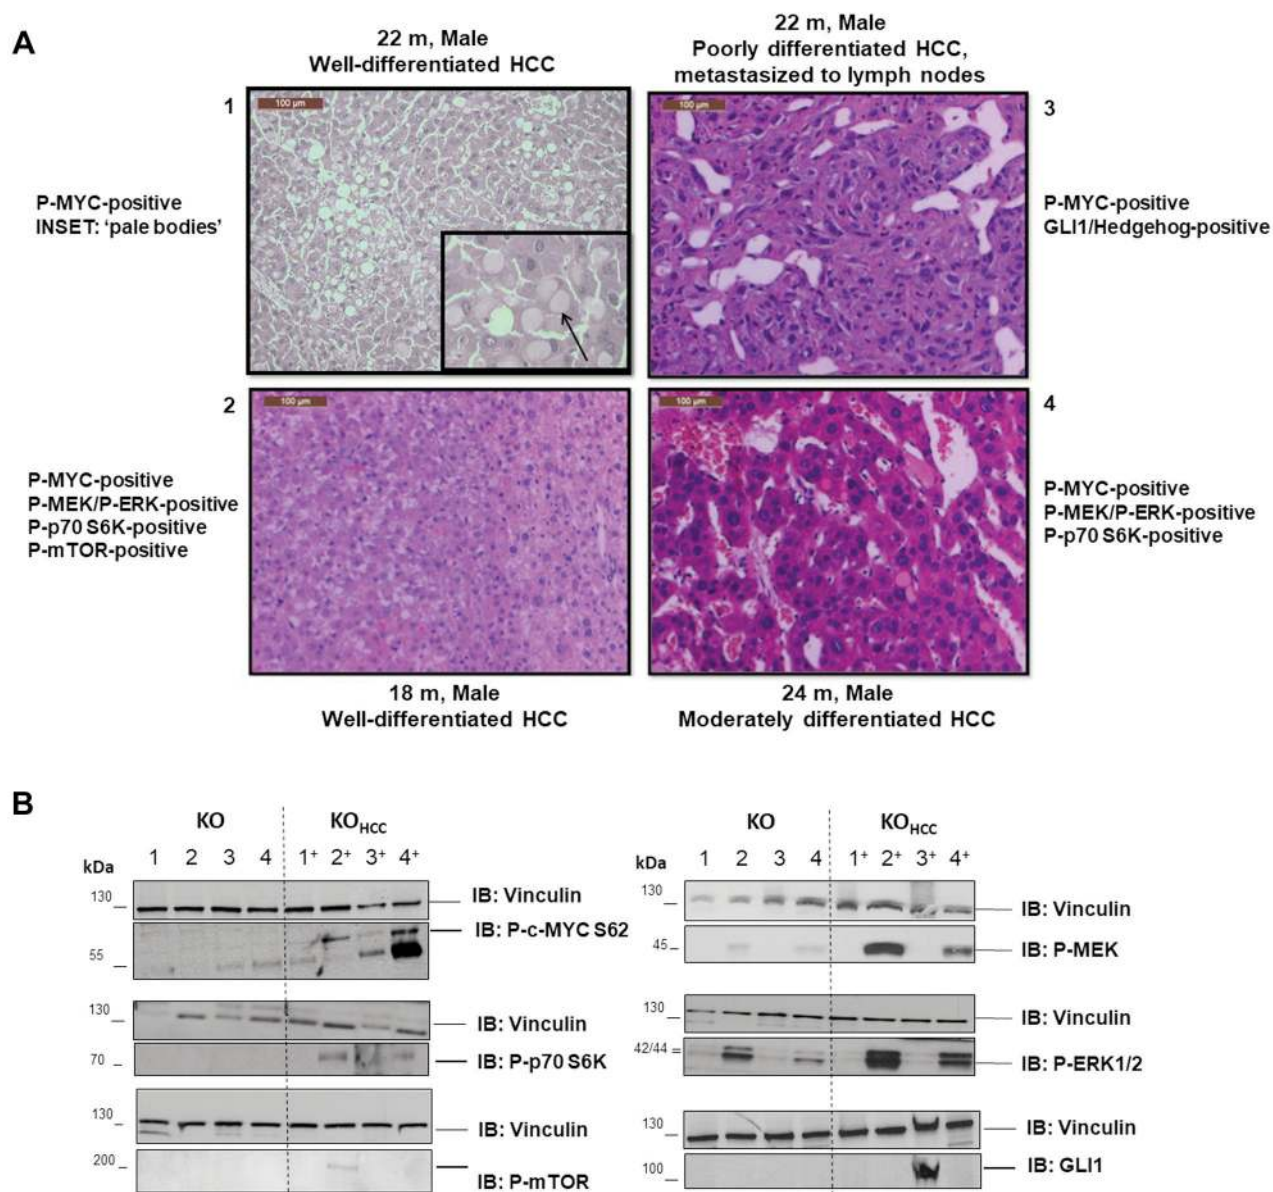 A
22 m, Male
Well-differentiated HCC
22 m, Male
Poorly differentiated HCC,
metastasized to lymph nodes
1
100 µm
100 µm
3
P-MYC-positive
INSET: ‘pale bodies’
P-MYC-positive
GLI1/Hedgehog-positive
2
100 µm
100 µm
4
P-MYC-positive
P-MEK/P-ERK-positive
P-p70 S6K-positive
P-mTOR-positive
P-MYC-positive
P-MEK/P-ERK-positive
P-p70 S6K-positive
18 m, Male
Well-differentiated HCC
24 m, Male
Moderately differentiated HCC
B
KO KOHCC
kDa 1 2 3 4 1+ 2+ 3+ 4+
130 IB: Vinculin
IB: P-c-MYC S62
55
130 IB: Vinculin
70 IB: P-p70 S6K
130 IB: Vinculin
200 IB: P-mTOR
KO KOHCC
kDa 1 2 3 4 1+ 2+ 3+ 4+
130 IB: Vinculin
45 IB: P-MEK
130 IB: Vinculin
42/44 IB: P-ERK1/2
130 IB: Vinculin
100 IB: GLI1